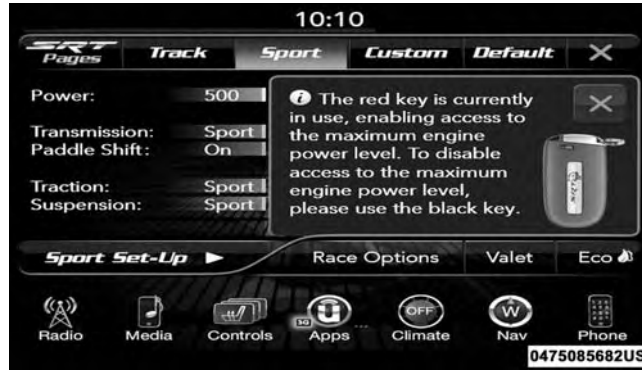 10:10
SRT Pages
Track
Sport
Custom
Default
Power: 500
Transmission: Sport
Paddle Shift: On
Traction: Sport
Suspension: Sport
The red key is currently
in use, enabling access to
the maximum engine
power level. To disable
access to the maximum
engine power level,
please use the black key.
Sport Set-Up
Race Options
Valet
Eco
Radio
Media
Controls
3G
Apps
OFF
Climate
W
Nav
Phone
0475085682US